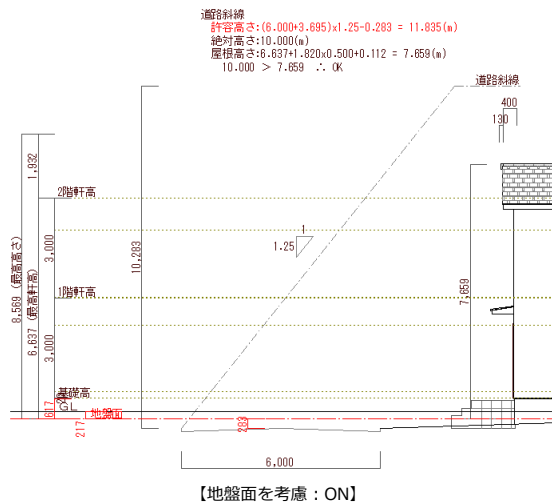 道路斜線
許容高さ:(6.000+3.695)x1.25-0.283 = 11.835(m)
絶対高さ:10.000(m)
屋根高さ:6.637+1.820x0.500+0.112 = 7.659(m)
10.000 > 7.659 ∴ OK
道路斜線
400
130
1,932
2階軒高
1
1.25
3,000
10,283
8,569 (最高高さ)
6,637 (最高軒高)
7,659
1階軒高
3,000
基礎高
617
GL
地盤面
217
283
6,000
【地盤面を考慮：ON】